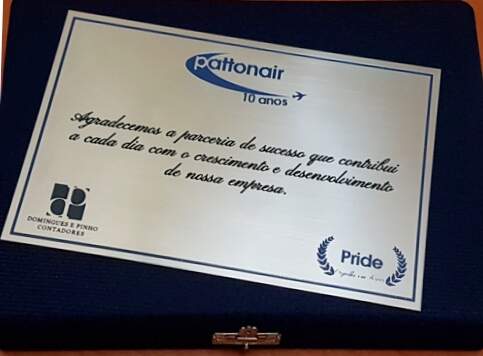 pattonair
10 anos
Agradecemos a parceria de sucesso que contribui
a cada dia com o crescimento e desenvolvimento
de nossa empresa.
DOMINGUES E PINHO
CONTADORES
Pride